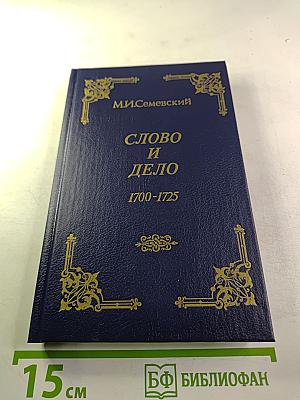 М.И.Семевский
СЛОВО
И
ДЕЛО
1700-1725
15 см
БФ БИБЛИОФАН